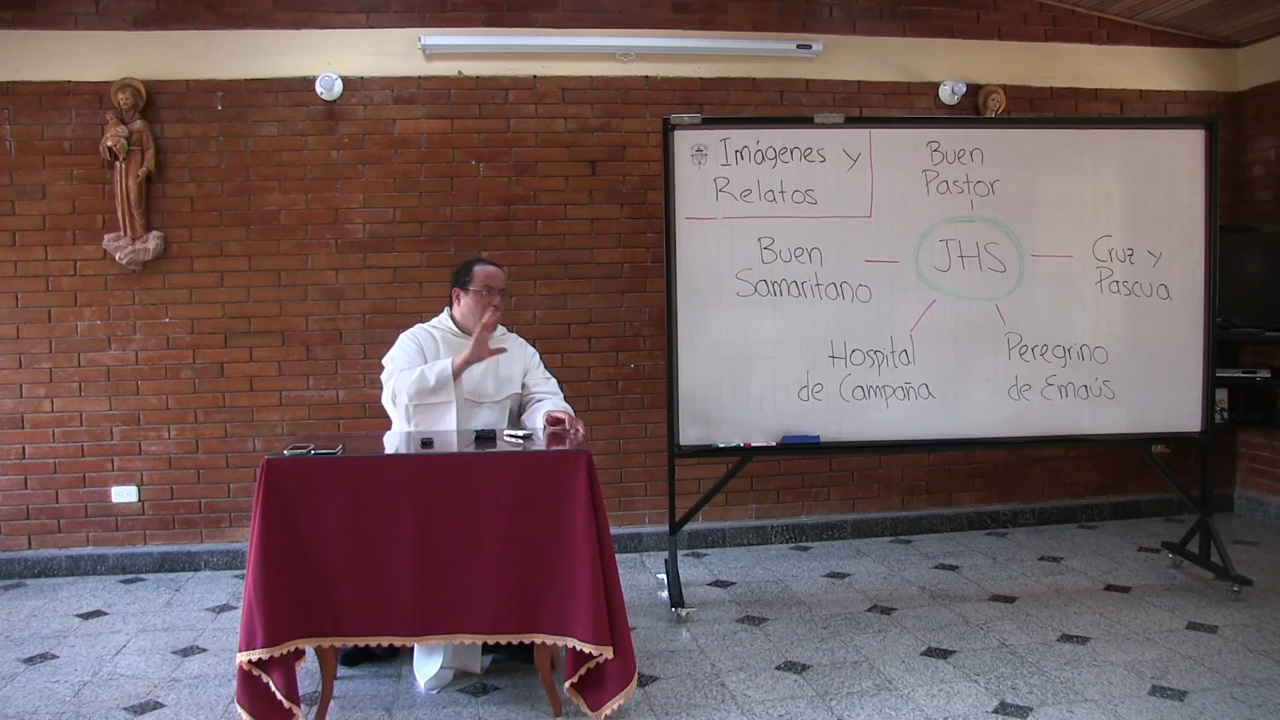 Imágenes y
Relatos
Buen
Pastor
JHS
Buen
Samaritano
Cruz y
Pascua
Hospital
de Campaña
Peregrino
de Emaús